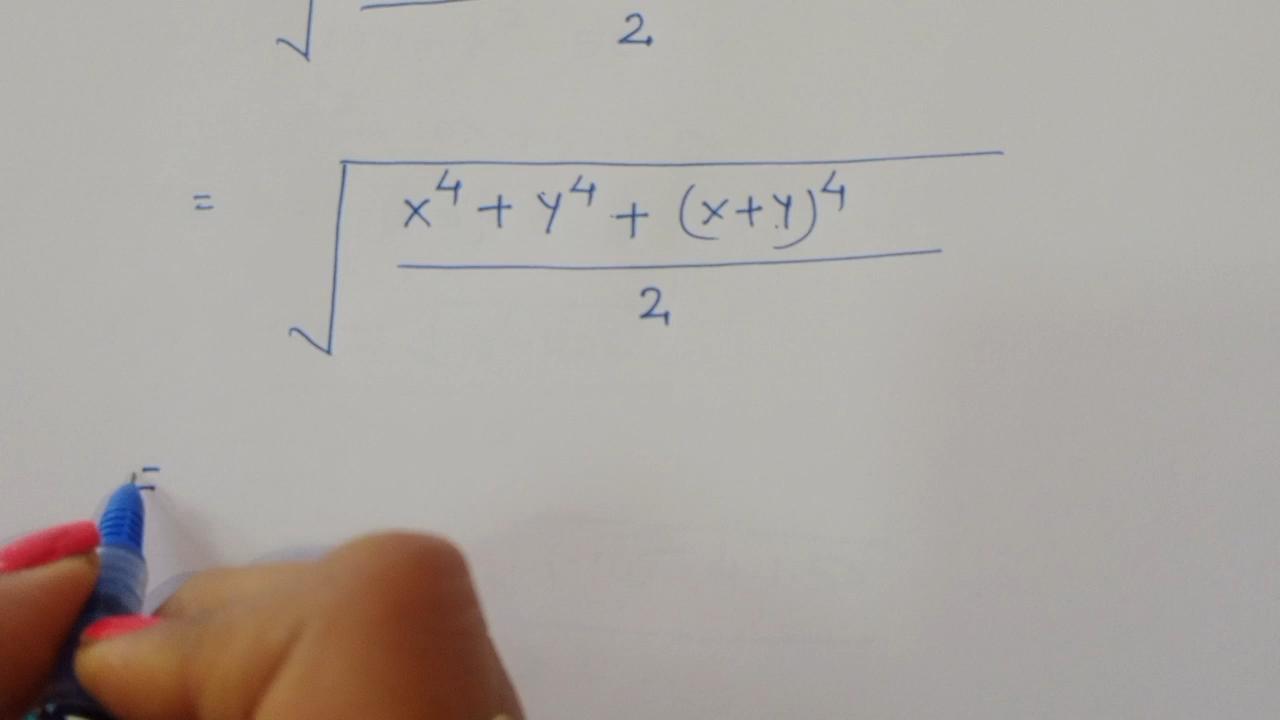 √ 2
= √ x⁴ + y⁴ + (x+y)⁴
2
=